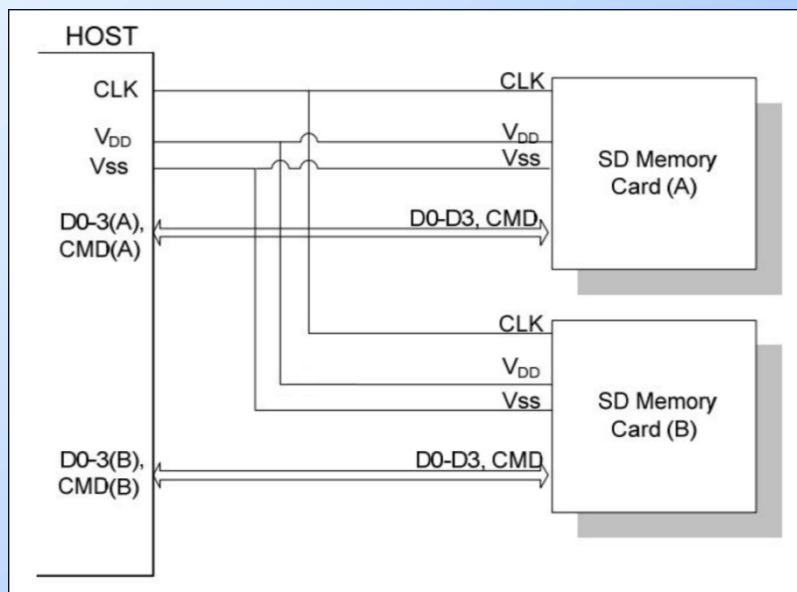 HOST
CLK
CLK
VDD
VDD
Vss
Vss
SD Memory
Card (A)
D0-3(A),
CMD(A)
D0-D3, CMD
CLK
VDD
Vss
SD Memory
Card (B)
D0-3(B),
CMD(B)
D0-D3, CMD